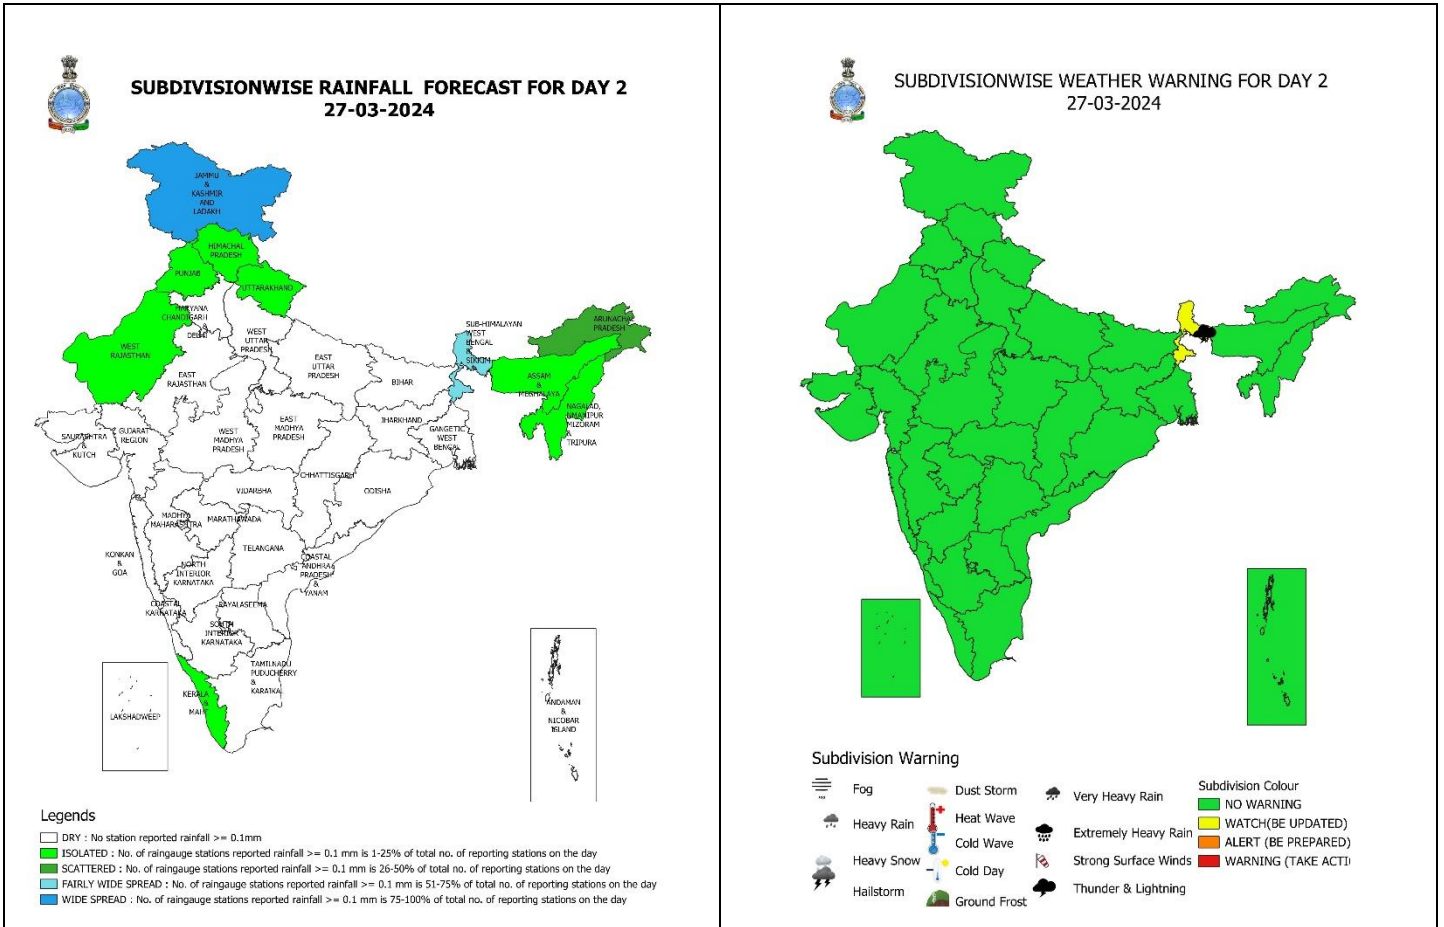 SUBDIVISIONWISE RAINFALL FORECAST FOR DAY 2
27-03-2024
JAMMU
&
KASHMIR
AND
LADAKH
HIMACHAL
PRADESH
PUNJAB
UTTARAKHAND
HARYANA
CHANDIGARH
&
DELHI
WEST
RAJASTHAN
WEST
UTTAR
PRADESH
EAST
UTTAR
PRADESH
EAST
RAJASTHAN
BIHAR
SUB-HIMALAYAN
WEST
BENGAL
&
SIKKIM
ARUNACHAL
PRADESH
ASSAM
&
MEGHALAYA
NAGALAD,
MANIPUR
MIZORAM
&
TRIPURA
SAURASHTRA
&
KUTCH
GUJARAT
REGION
WEST
MADHYA
PRADESH
EAST
MADHYA
PRADESH
JHARKHAND
GANGETIC
WEST
BENGAL
CHHATTISGARH
ODISHA
VIDARBHA
MADHYA
MAHARASHTRA
MARATHAWADA
TELANGANA
KONKAN
&
GOA
NORTH
INTERIOR
KARNATAKA
COASTAL
ANDHRA
PRADESH
&
YANAM
COASTAL
KARNATAKA
RAYALASEEMA
SOUTH
INTERIOR
KARNATAKA
TAMILNADU
PUDUCHERRY
&
KARAIKAL
KERALA
&
MAHE
LAKSHADWEEP
ANDAMAN
&
NICOBAR
ISLAND
Legends
DRY : No station reported rainfall >= 0.1mm
ISOLATED : No. of raingauge stations reported rainfall >= 0.1 mm is 1-25% of total no. of reporting stations on the day
SCATTERED : No. of raingauge stations reported rainfall >= 0.1 mm is 26-50% of total no. of reporting stations on the day
FAIRLY WIDE SPREAD : No. of raingauge stations reported rainfall >= 0.1 mm is 51-75% of total no. of reporting stations on the day
WIDE SPREAD : No. of raingauge stations reported rainfall >= 0.1 mm is 75-100% of total no. of reporting stations on the day
SUBDIVISIONWISE WEATHER WARNING FOR DAY 2
27-03-2024
Subdivision Warning
Fog
Heavy Rain
Heavy Snow
Hailstorm
Dust Storm
Heat Wave
Cold Wave
Cold Day
Ground Frost
Very Heavy Rain
Extremely Heavy Rain
Strong Surface Winds
Thunder & Lightning
Subdivision Colour
NO WARNING
WATCH(BE UPDATED)
ALERT (BE PREPARED)
WARNING (TAKE ACTI